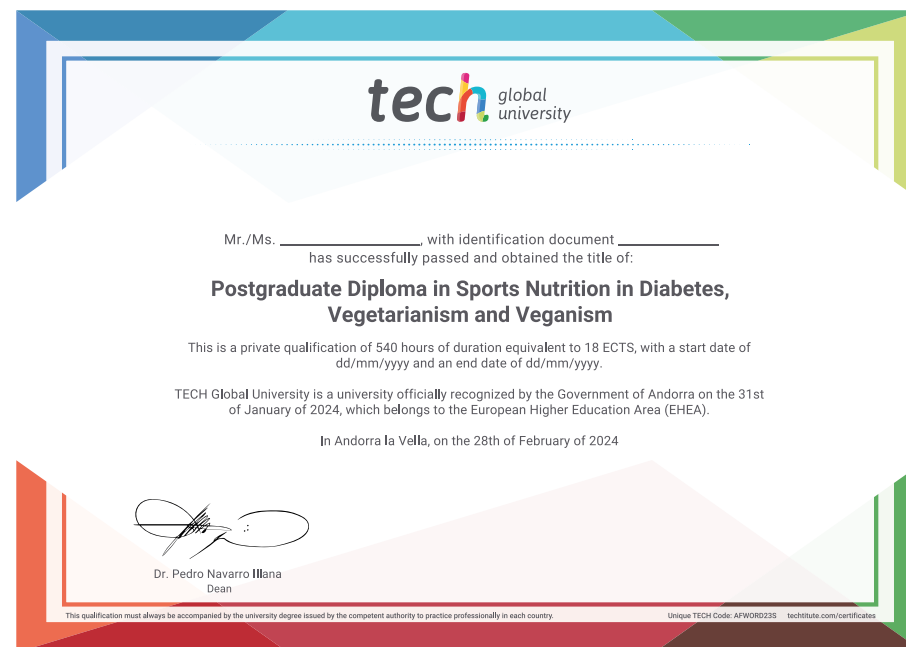 tech global university
Mr./Ms. ____________, with identification document ____________
has successfully passed and obtained the title of:
Postgraduate Diploma in Sports Nutrition in Diabetes,
Vegetarianism and Veganism
This is a private qualification of 540 hours of duration equivalent to 18 ECTS, with a start date of
dd/mm/yyyy and an end date of dd/mm/yyyy.
TECH Global University is a university officially recognized by the Government of Andorra on the 31st
of January of 2024, which belongs to the European Higher Education Area (EHEA).
In Andorra la Vella, on the 28th of February of 2024
Dr. Pedro Navarro Illana
Dean
This qualification must always be accompanied by the university degree issued by the competent authority to practice professionally in each country.
Unique TECH Code: AFWORD23S techtitute.com/certificates